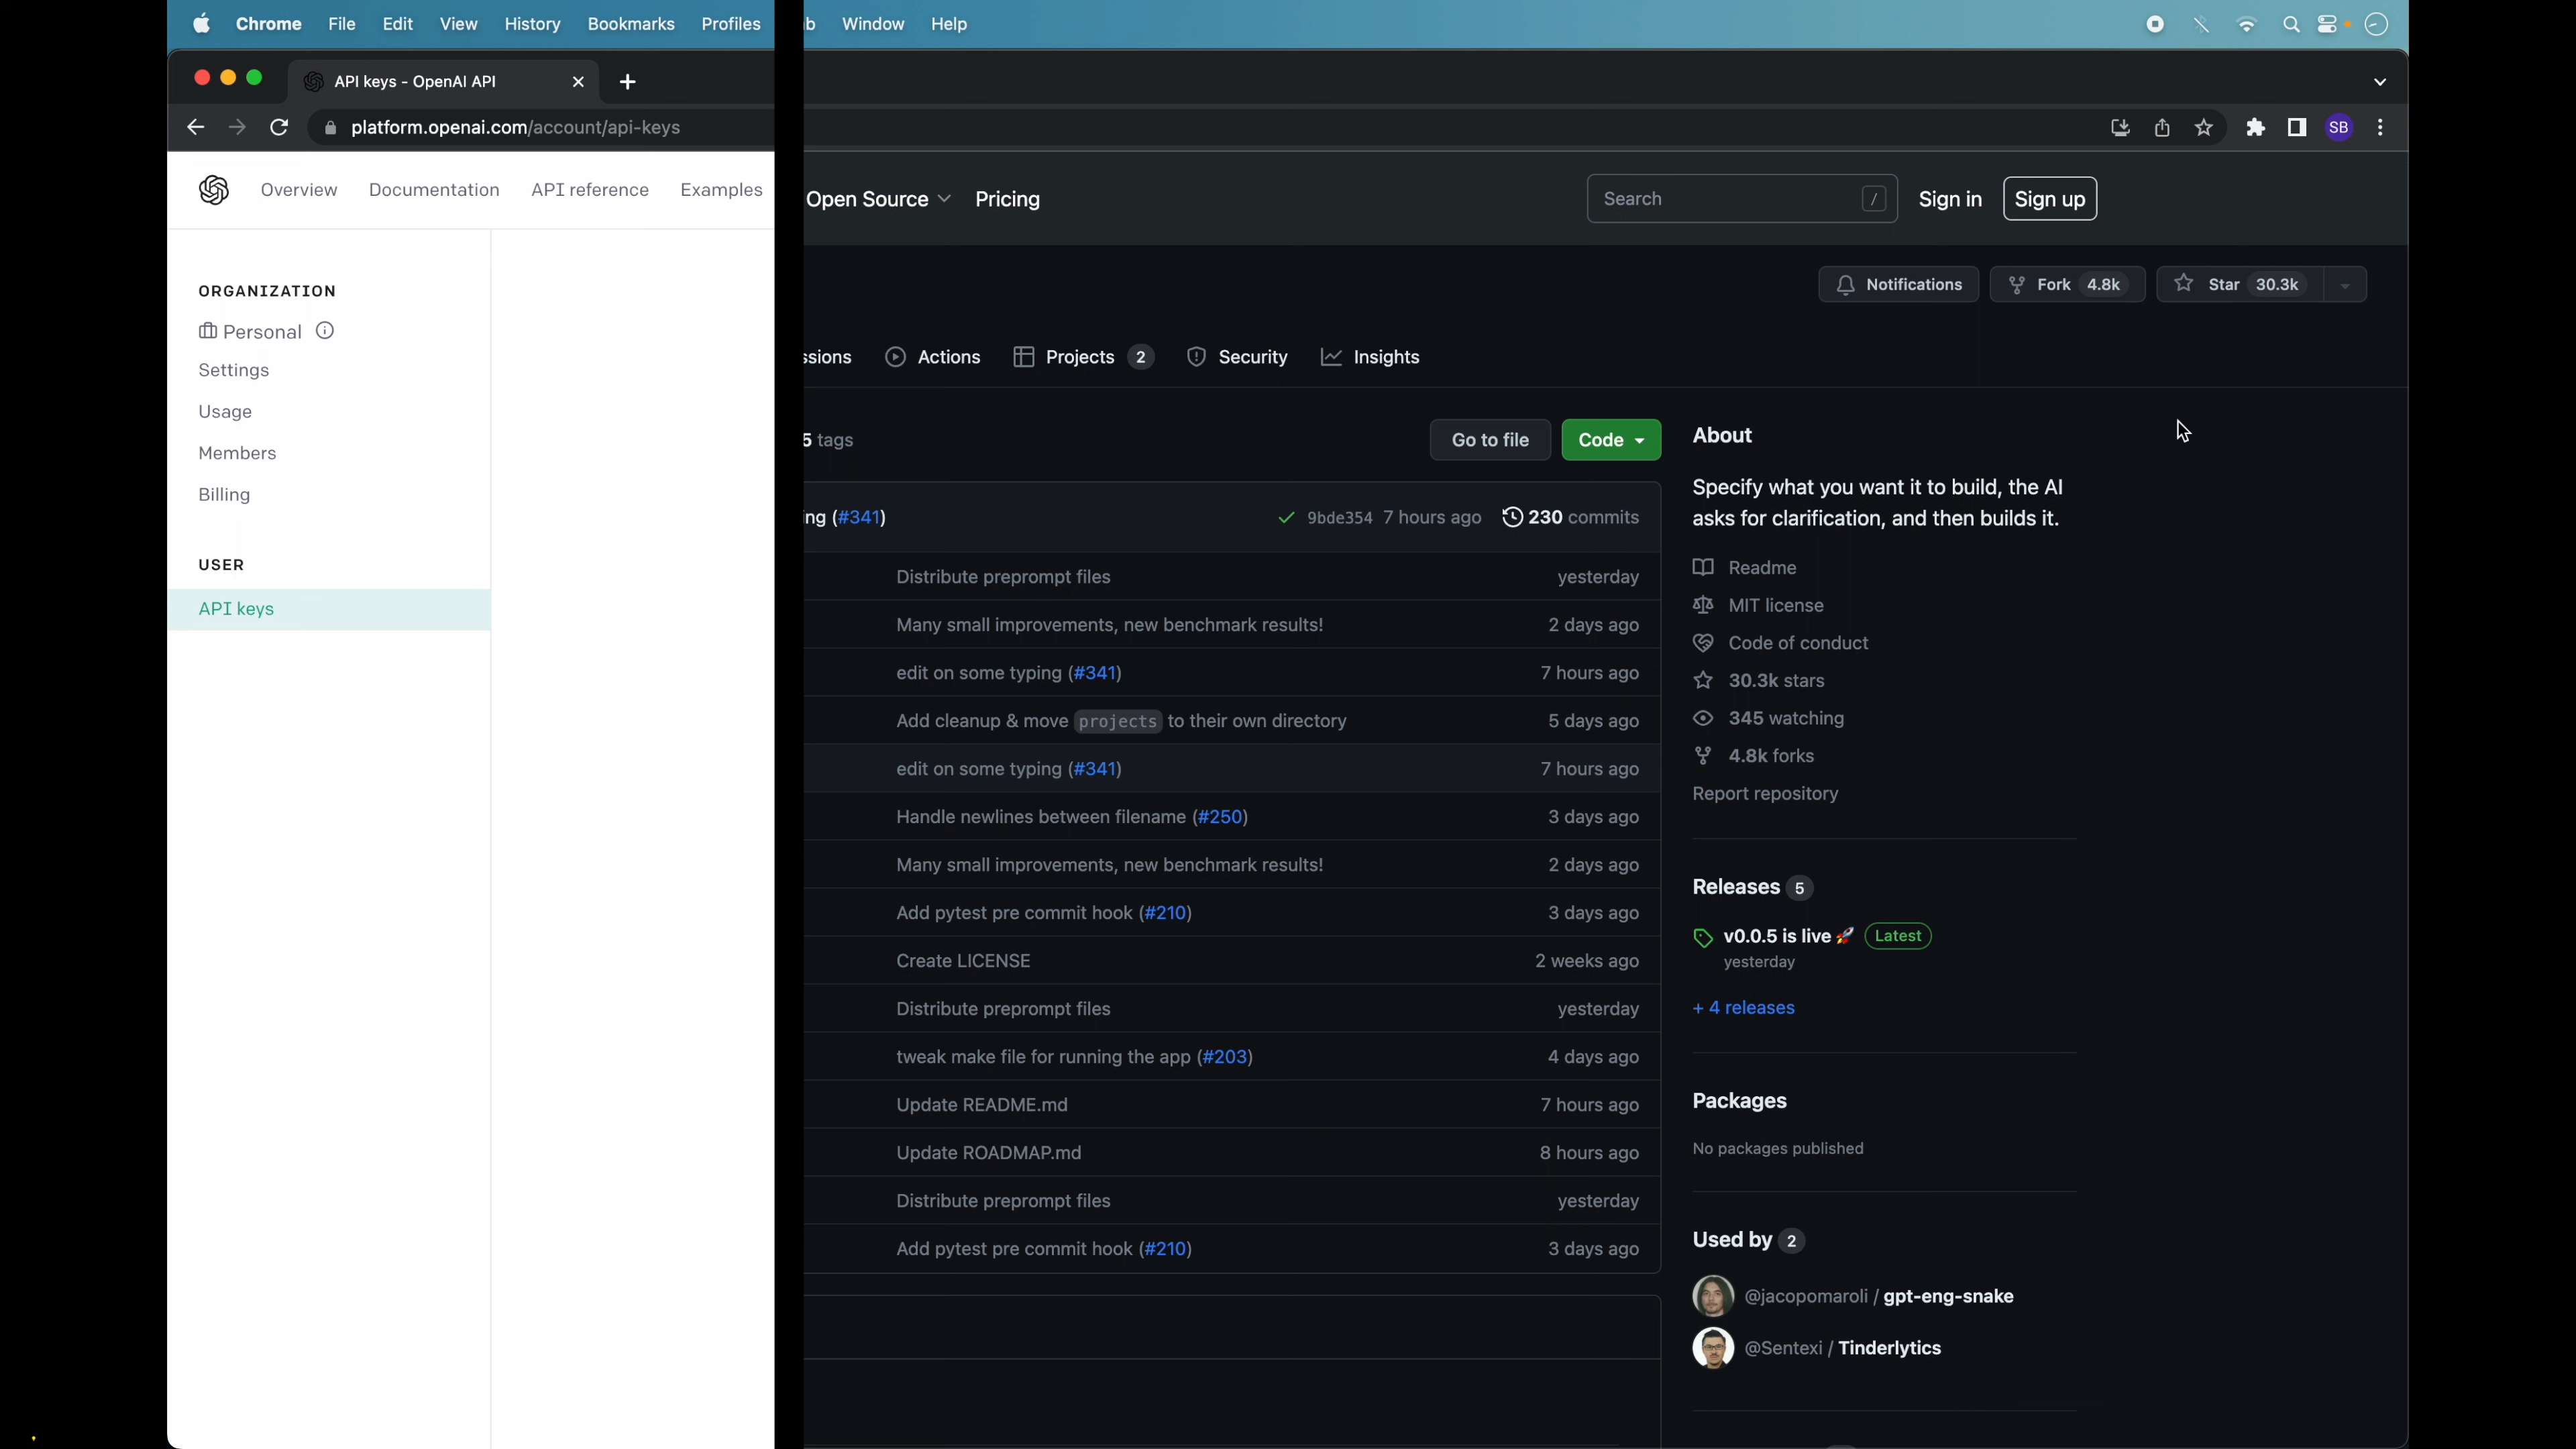 Chrome File Edit View History Bookmarks Profiles
b Window Help
API keys - OpenAI API
platform.openai.com/account/api-keys
SB
Overview Documentation API reference Examples
ORGANIZATION
Personal
Settings
Usage
Members
Billing
USER
API keys
Open Source Pricing
Search /
Sign in
Sign up
Notifications
Fork 4.8k
Star 30.3k
ssions Actions Projects 2 Security Insights
5 tags
Go to file
Code
ing (#341) 9bde354 7 hours ago 230 commits
Distribute preprompt files yesterday
Many small improvements, new benchmark results! 2 days ago
edit on some typing (#341) 7 hours ago
Add cleanup & move projects to their own directory 5 days ago
edit on some typing (#341) 7 hours ago
Handle newlines between filename (#250) 3 days ago
Many small improvements, new benchmark results! 2 days ago
Add pytest pre commit hook (#210) 3 days ago
Create LICENSE 2 weeks ago
Distribute preprompt files yesterday
tweak make file for running the app (#203) 4 days ago
Update README.md 7 hours ago
Update ROADMAP.md 8 hours ago
Distribute preprompt files yesterday
Add pytest pre commit hook (#210) 3 days ago
About
Specify what you want it to build, the AI
asks for clarification, and then builds it.
Readme
MIT license
Code of conduct
30.3k stars
345 watching
4.8k forks
Report repository
Releases 5
v0.0.5 is live 🚀 Latest
yesterday
+ 4 releases
Packages
No packages published
Used by 2
@jacopomaroli / gpt-eng-snake
@Sentexi / Tinderlytics